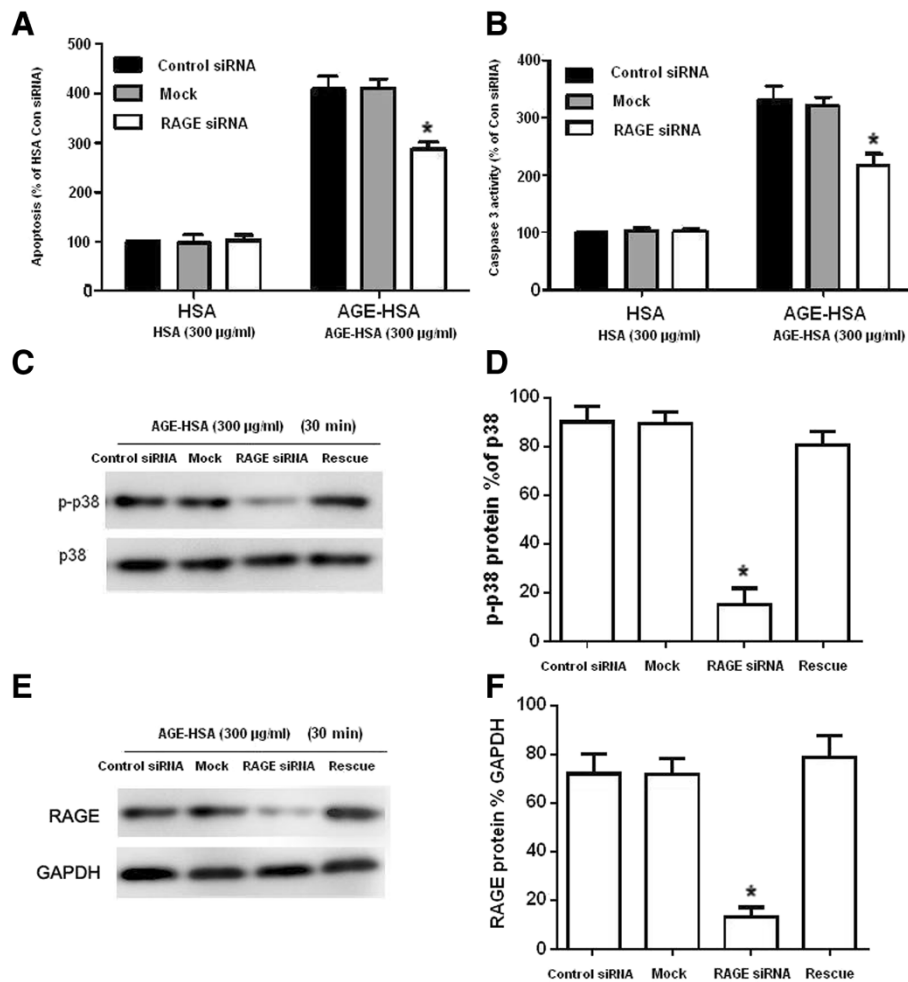 A
Apoptosis (% of HSA Con siRNA)
500
400
300
200
100
0
Control siRNA
Mock
RAGE siRNA
*
HSA
AGE-HSA
HSA (300 µg/ml)
AGE-HSA (300 µg/ml)
B
Caspase 3 activity (% of Con siRNA)
400
300
200
100
0
Control siRNA
Mock
RAGE siRNA
*
HSA
AGE-HSA
HSA (300 µg/ml)
AGE-HSA (300 µg/ml)
C
AGE-HSA (300 µg/ml) (30 min)
Control siRNA Mock RAGE siRNA Rescue
p-p38
p38
D
p-p38 protein %of p38
100
80
60
40
20
0
*
Control siRNA Mock RAGE siRNA Rescue
E
AGE-HSA (300 µg/ml) (30 min)
Control siRNA Mock RAGE siRNA Rescue
RAGE
GAPDH
F
RAGE protein % GAPDH
100
80
60
40
20
0
*
Control siRNA Mock RAGE siRNA Rescue